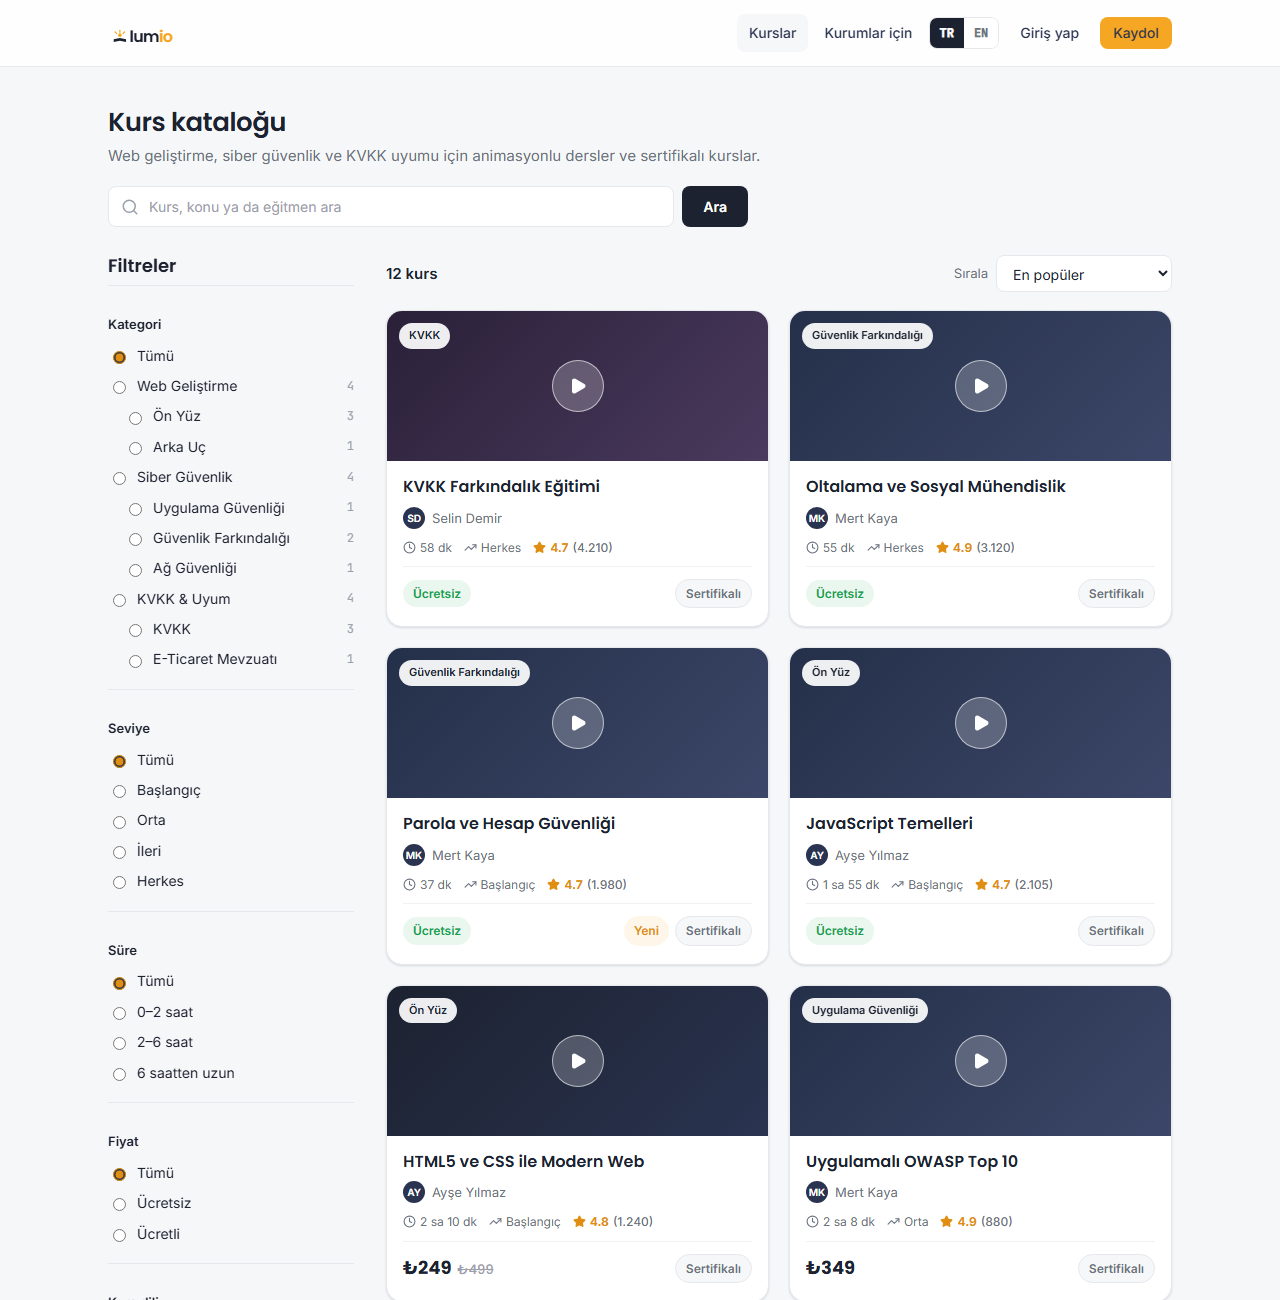 lumio
Kurslar
Kurumlar için
TR EN
Giriş yap
Kaydol
Kurs kataloğu
Web geliştirme, siber güvenlik ve KVKK uyumu için animasyonlu dersler ve sertifikalı kurslar.
Kurs, konu ya da eğitmen ara
Ara
Filtreler
Kategori
Tümü
Web Geliştirme 4
Ön Yüz 3
Arka Uç 1
Siber Güvenlik 4
Uygulama Güvenliği 1
Güvenlik Farkındalığı 2
Ağ Güvenliği 1
KVKK & Uyum 4
KVKK 3
E-Ticaret Mevzuatı 1
Seviye
Tümü
Başlangıç
Orta
İleri
Herkes
Süre
Tümü
0–2 saat
2–6 saat
6 saatten uzun
Fiyat
Tümü
Ücretsiz
Ücretli
12 kurs
Sırala
En popüler
KVKK
KVKK Farkındalık Eğitimi
SD Selin Demir
58 dk Herkes 4.7 (4.210)
Ücretsiz Sertifikalı
Güvenlik Farkındalığı
Oltalama ve Sosyal Mühendislik
MK Mert Kaya
55 dk Herkes 4.9 (3.120)
Ücretsiz Sertifikalı
Güvenlik Farkındalığı
Parola ve Hesap Güvenliği
MK Mert Kaya
37 dk Başlangıç 4.7 (1.980)
Ücretsiz Yeni Sertifikalı
Ön Yüz
JavaScript Temelleri
AY Ayşe Yılmaz
1 sa 55 dk Başlangıç 4.7 (2.105)
Ücretsiz Sertifikalı
Ön Yüz
HTML5 ve CSS ile Modern Web
AY Ayşe Yılmaz
2 sa 10 dk Başlangıç 4.8 (1.240)
₺249 ₺499 Sertifikalı
Uygulama Güvenliği
Uygulamalı OWASP Top 10
MK Mert Kaya
2 sa 8 dk Orta 4.9 (880)
₺349 Sertifikalı